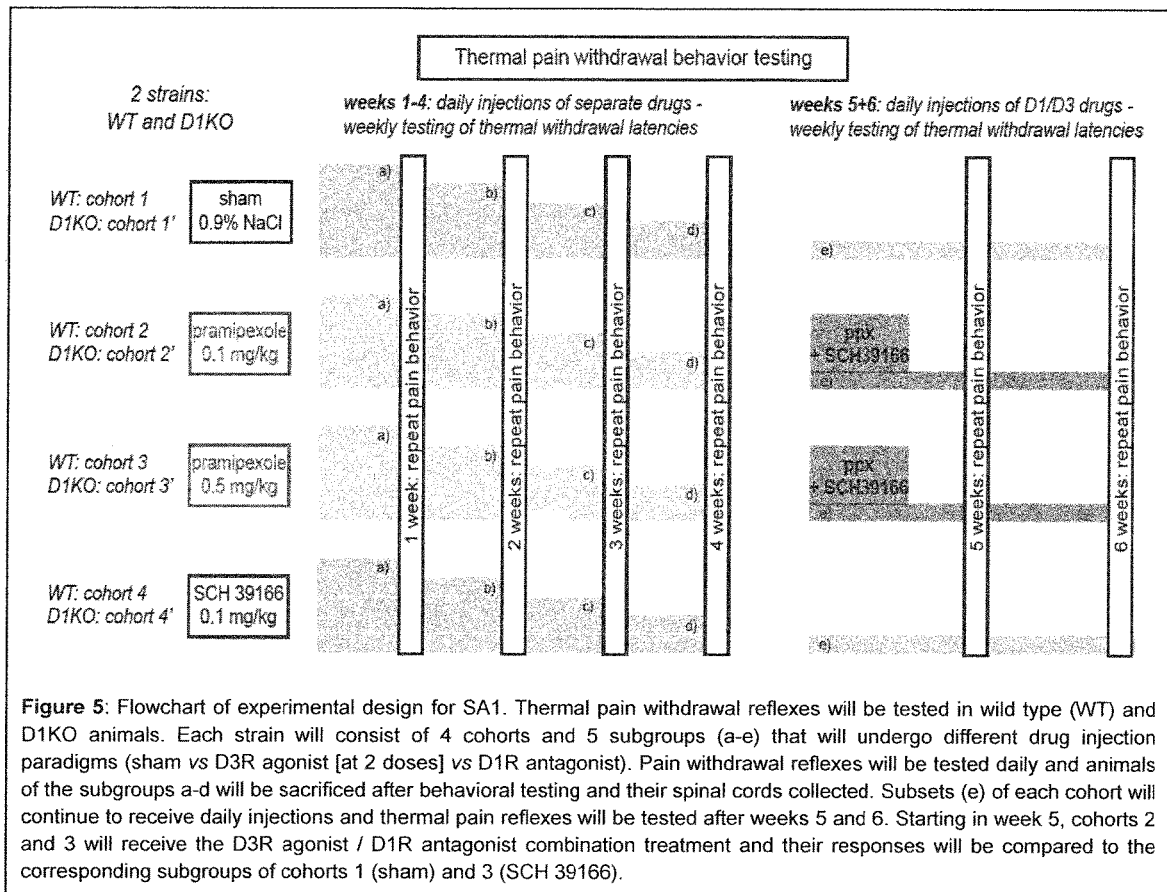 Thermal pain withdrawal behavior testing
2 strains:
WT and D1KO
weeks 1-4: daily injections of separate drugs -
weekly testing of thermal withdrawal latencies
weeks 5+6: daily injections of D1/D3 drugs -
weekly testing of thermal withdrawal latencies
WT: cohort 1
D1KO: cohort 1'
sham
0.9% NaCl
a)
b)
c)
d)
e)
WT: cohort 2
D1KO: cohort 2'
pramipexole
0.1 mg/kg
a)
b)
c)
d)
ppx
+ SCH39166
e)
WT: cohort 3
D1KO: cohort 3'
pramipexole
0.5 mg/kg
a)
b)
c)
d)
ppx
+ SCH39166
e)
WT: cohort 4
D1KO: cohort 4'
SCH 39166
0.1 mg/kg
a)
b)
c)
d)
e)
1 week: repeat pain behavior
2 weeks: repeat pain behavior
3 weeks: repeat pain behavior
4 weeks: repeat pain behavior
5 weeks: repeat pain behavior
6 weeks: repeat pain behavior
Figure 5: Flowchart of experimental design for SA1. Thermal pain withdrawal reflexes will be tested in wild type (WT) and
D1KO animals. Each strain will consist of 4 cohorts and 5 subgroups (a-e) that will undergo different drug injection
paradigms (sham vs D3R agonist [at 2 doses] vs D1R antagonist). Pain withdrawal reflexes will be tested daily and animals
of the subgroups a-d will be sacrificed after behavioral testing and their spinal cords collected. Subsets (e) of each cohort will
continue to receive daily injections and thermal pain reflexes will be tested after weeks 5 and 6. Starting in week 5, cohorts 2
and 3 will receive the D3R agonist / D1R antagonist combination treatment and their responses will be compared to the
corresponding subgroups of cohorts 1 (sham) and 3 (SCH 39166).